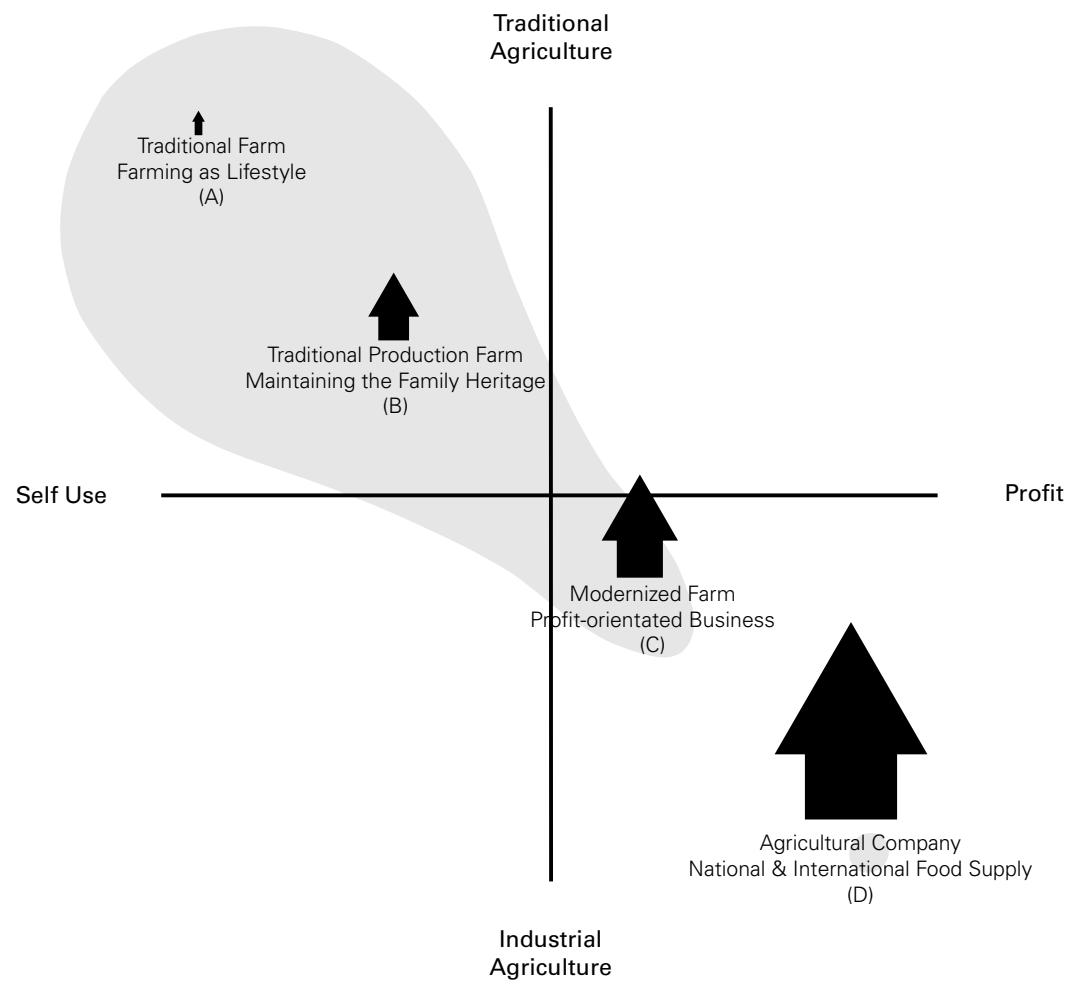 Traditional
Agriculture
Traditional Farm
Farming as Lifestyle
(A)
Traditional Production Farm
Maintaining the Family Heritage
(B)
Self Use
Profit
Modernized Farm
Profit-orientated Business
(C)
Agricultural Company
National & International Food Supply
(D)
Industrial
Agriculture